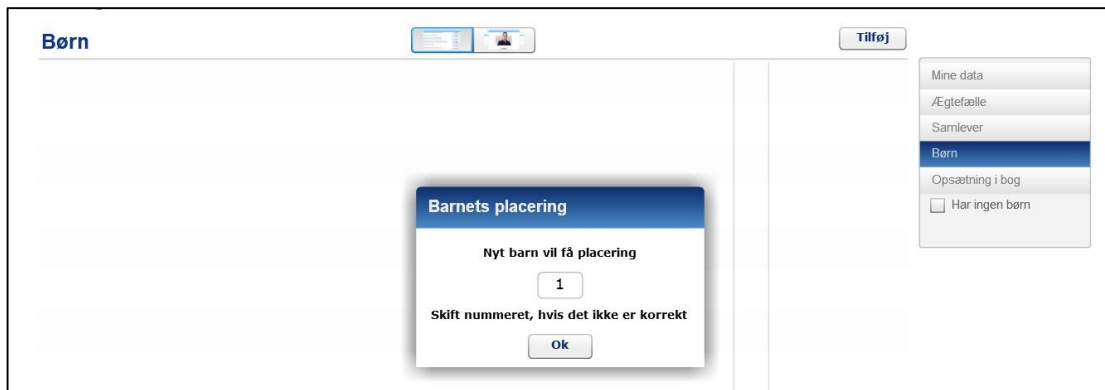 Børn
Tilføj
Mine data
Ægtefælle
Samlever
Børn
Opsætning i bog
Har ingen børn
Barnets placering
Nyt barn vil få placering
1
Skift nummeret, hvis det ikke er korrekt
Ok